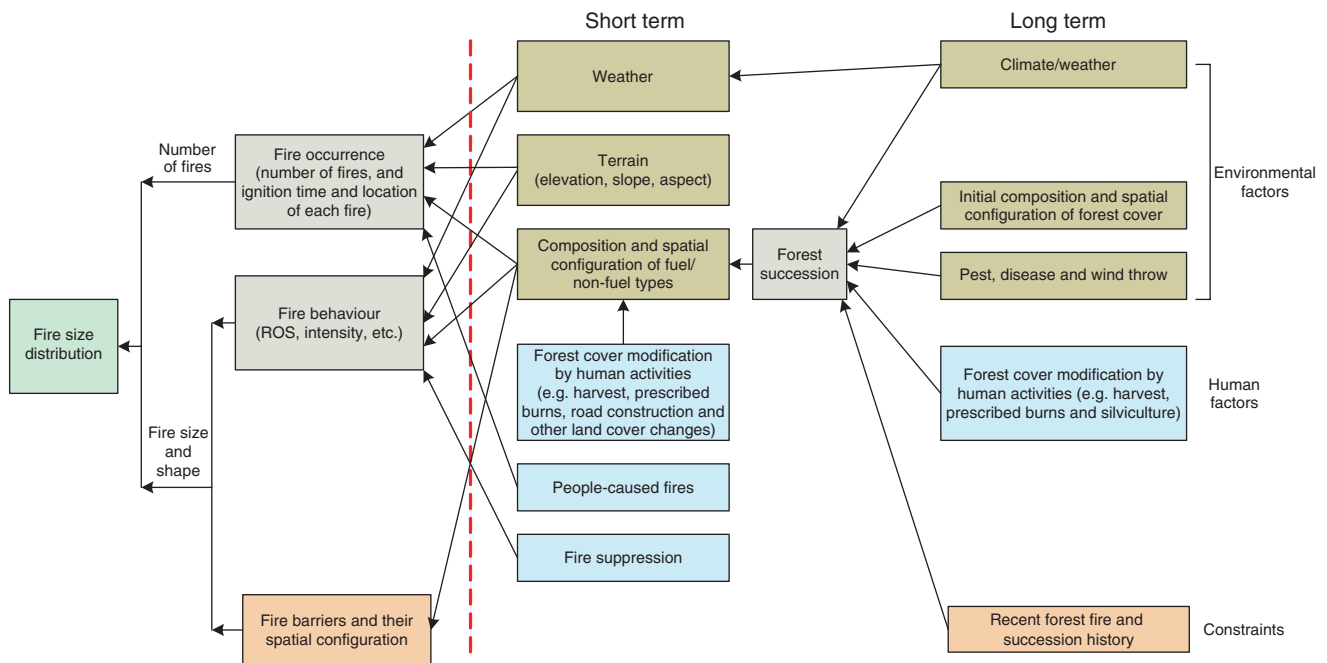 Short term
Long term
Weather
Climate/weather
Number
of fires
Fire occurrence
(number of fires, and
ignition time and location
of each fire)
Terrain
(elevation, slope, aspect)
Environmental
factors
Initial composition and spatial
configuration of forest cover
Composition and spatial
configuration of fuel/
non-fuel types
Forest
succession
Pest, disease and wind throw
Fire size
distribution
Fire behaviour
(ROS, intensity, etc.)
Forest cover modification
by human activities
(e.g. harvest, prescribed
burns, road construction and
other land cover changes)
Forest cover modification by
human activities (e.g. harvest,
prescribed burns and silviculture)
Human
factors
Fire size
and
shape
People-caused fires
Fire suppression
Fire barriers and their
spatial configuration
Recent forest fire and
succession history
Constraints